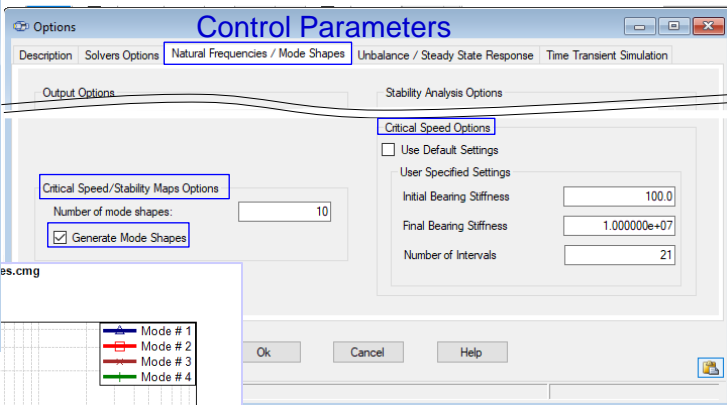 Options
Control Parameters
Description Solvers Options Natural Frequencies / Mode Shapes Unbalance / Steady State Response Time Transient Simulation
Output Options Stability Analysis Options
Critical Speed Options
Use Default Settings
User Specified Settings
Critical Speed/Stability Maps Options
Initial Bearing Stiffness 100.0
Number of mode shapes: 10
Final Bearing Stiffness 1.000000e+07
Generate Mode Shapes
Number of Intervals 21
es.cmg
Mode # 1
Mode # 2
Mode # 3
Mode # 4
Ok Cancel Help